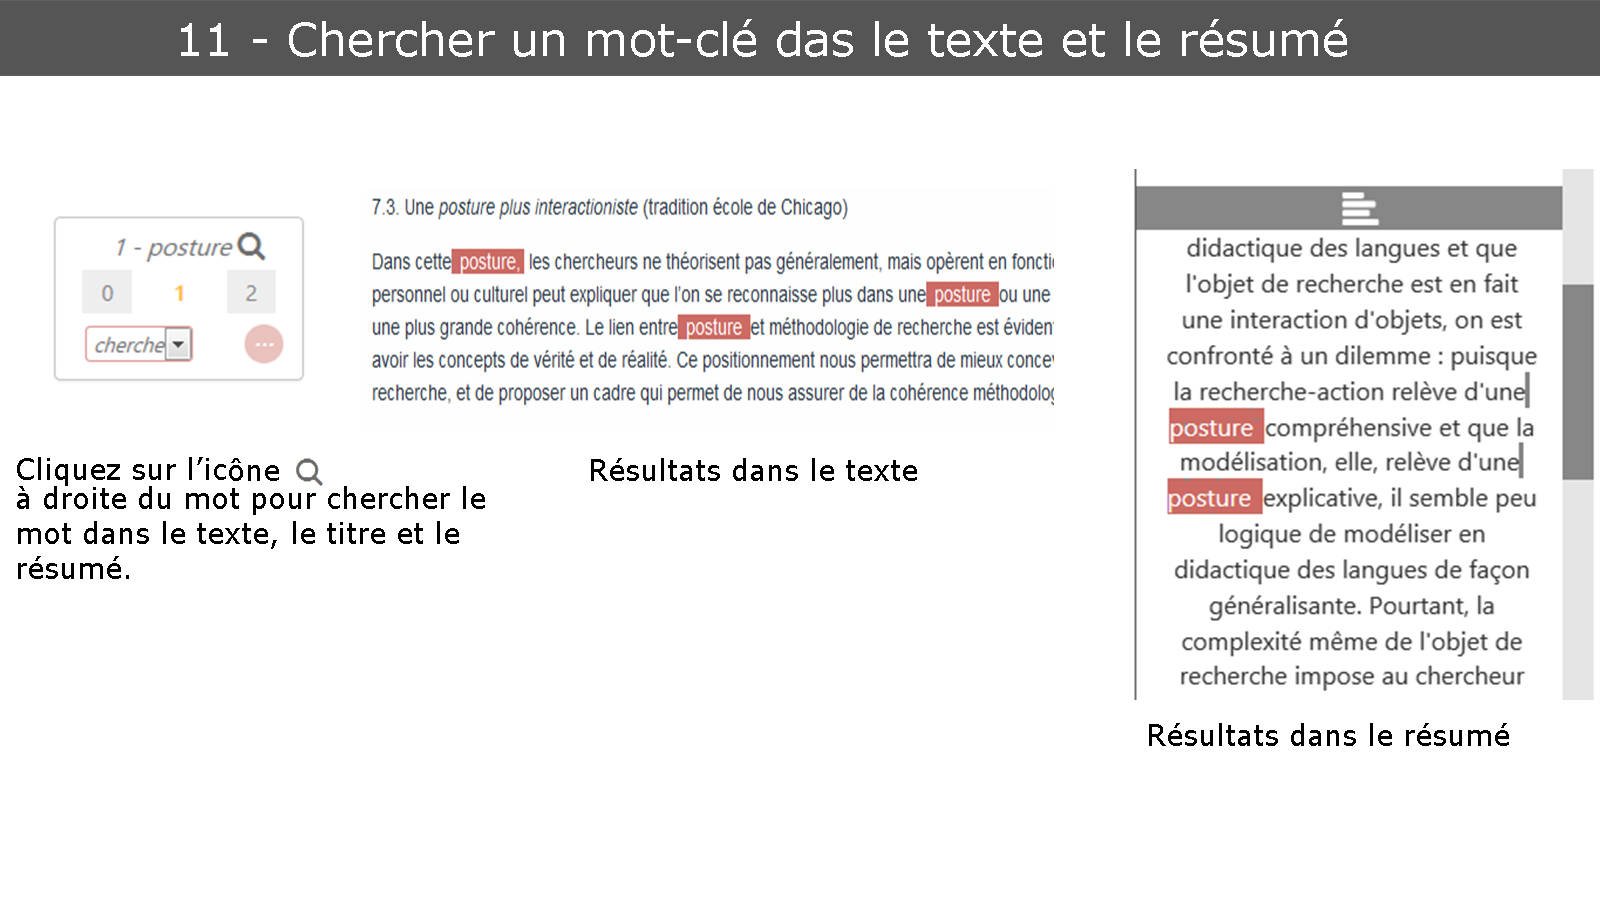 11 - Chercher un mot-clé das le texte et le résumé
1 - posture
0 1 2
cherche
Cliquez sur l’icône
à droite du mot pour chercher le
mot dans le texte, le titre et le
résumé.
7.3. Une posture plus interactioniste (tradition école de Chicago)
Dans cette posture, les chercheurs ne théorisent pas généralement, mais opèrent en foncti
personnel ou culturel peut expliquer que l’on se reconnaisse plus dans une posture ou une
une plus grande cohérence. Le lien entre posture et méthodologie de recherche est éviden
avoir les concepts de vérité et de réalité. Ce positionnement nous permettra de mieux conce
recherche, et de proposer un cadre qui permet de nous assurer de la cohérence méthodolo
Résultats dans le texte
didactique des langues et que
l'objet de recherche est en fait
une interaction d'objets, on est
confronté à un dilemme : puisque
la recherche-action relève d'une
posture compréhensive et que la
modélisation, elle, relève d'une
posture explicative, il semble peu
logique de modéliser en
didactique des langues de façon
généralisante. Pourtant, la
complexité même de l'objet de
recherche impose au chercheur
Résultats dans le résumé